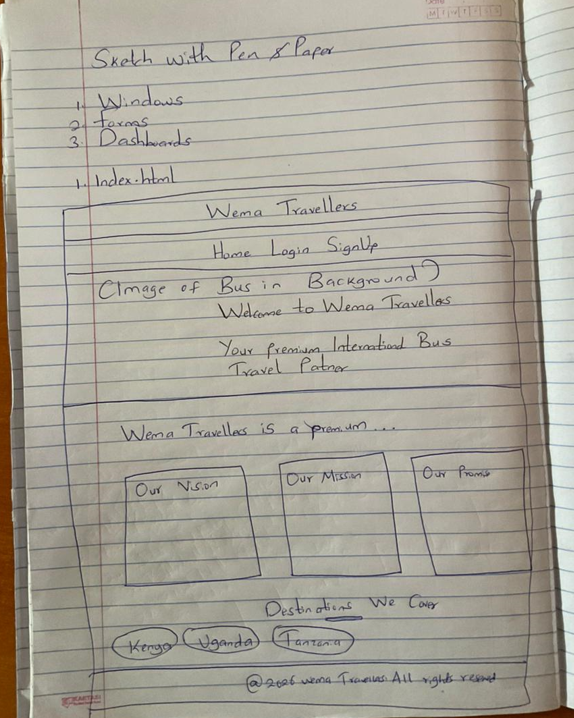 Sketch with Pen & Paper
1. Windows
2. Forms
3. Dashboards
1. Index.html
Wema Travellers
Home Login SignUp
(Image of Bus in Background)
Welcome to Wema Travellers
Your Premium International Bus
Travel Patner
Wema Travellers is a premium...
Our Vision
Our Mission
Our Promise
Destinations We Cover
Kenya Uganda Tanzania
@2026 Wema Travellers All rights reserved